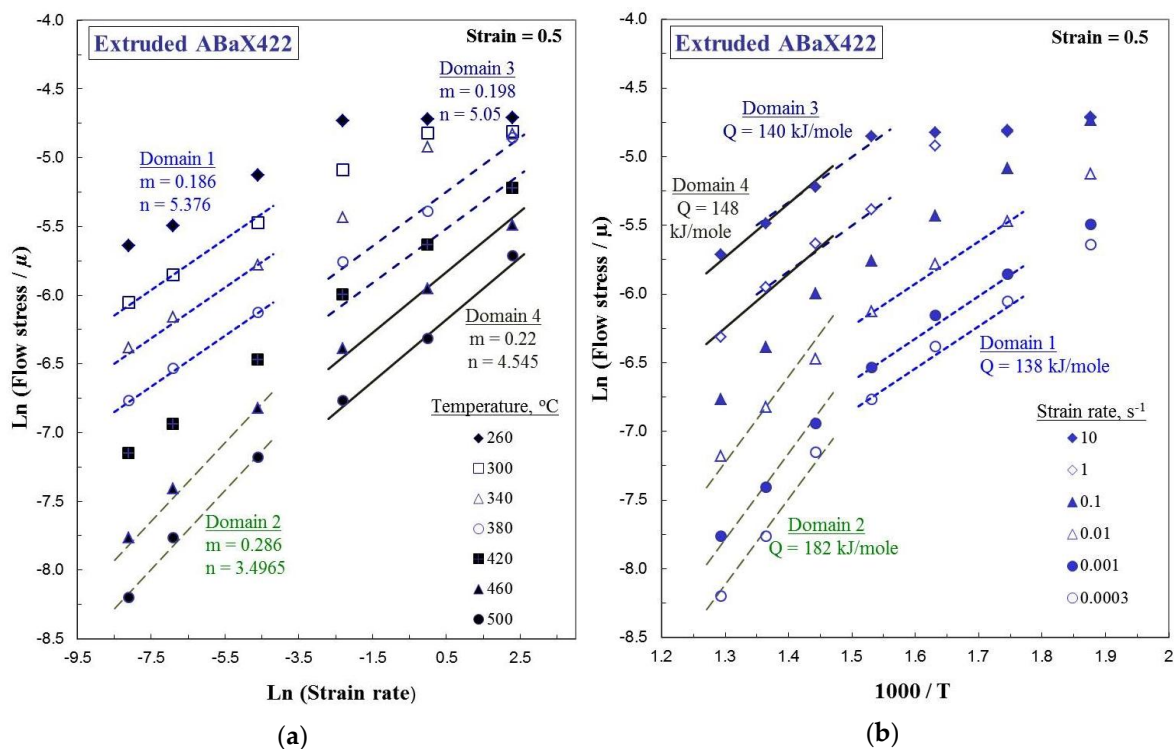 Extruded ABaX422
Strain = 0.5
Domain 3
m = 0.198
n = 5.05
Domain 1
m = 0.186
n = 5.376
Domain 4
m = 0.22
n = 4.545
Domain 2
m = 0.286
n = 3.4965
Temperature, °C
260
300
340
380
420
460
500
Ln (Flow stress / μ)
-4.0
-4.5
-5.0
-5.5
-6.0
-6.5
-7.0
-7.5
-8.0
-8.5
-9.5 -7.5 -5.5 -3.5 -1.5 0.5 2.5
Ln (Strain rate)
(a)
Extruded ABaX422
Strain = 0.5
Domain 3
Q = 140 kJ/mole
Domain 4
Q = 148
kJ/mole
Domain 1
Q = 138 kJ/mole
Domain 2
Q = 182 kJ/mole
Strain rate, s-1
10
1
0.1
0.01
0.001
0.0003
Ln (Flow stress / μ)
-4.0
-4.5
-5.0
-5.5
-6.0
-6.5
-7.0
-7.5
-8.0
-8.5
1.2 1.3 1.4 1.5 1.6 1.7 1.8 1.9 2
1000 / T
(b)